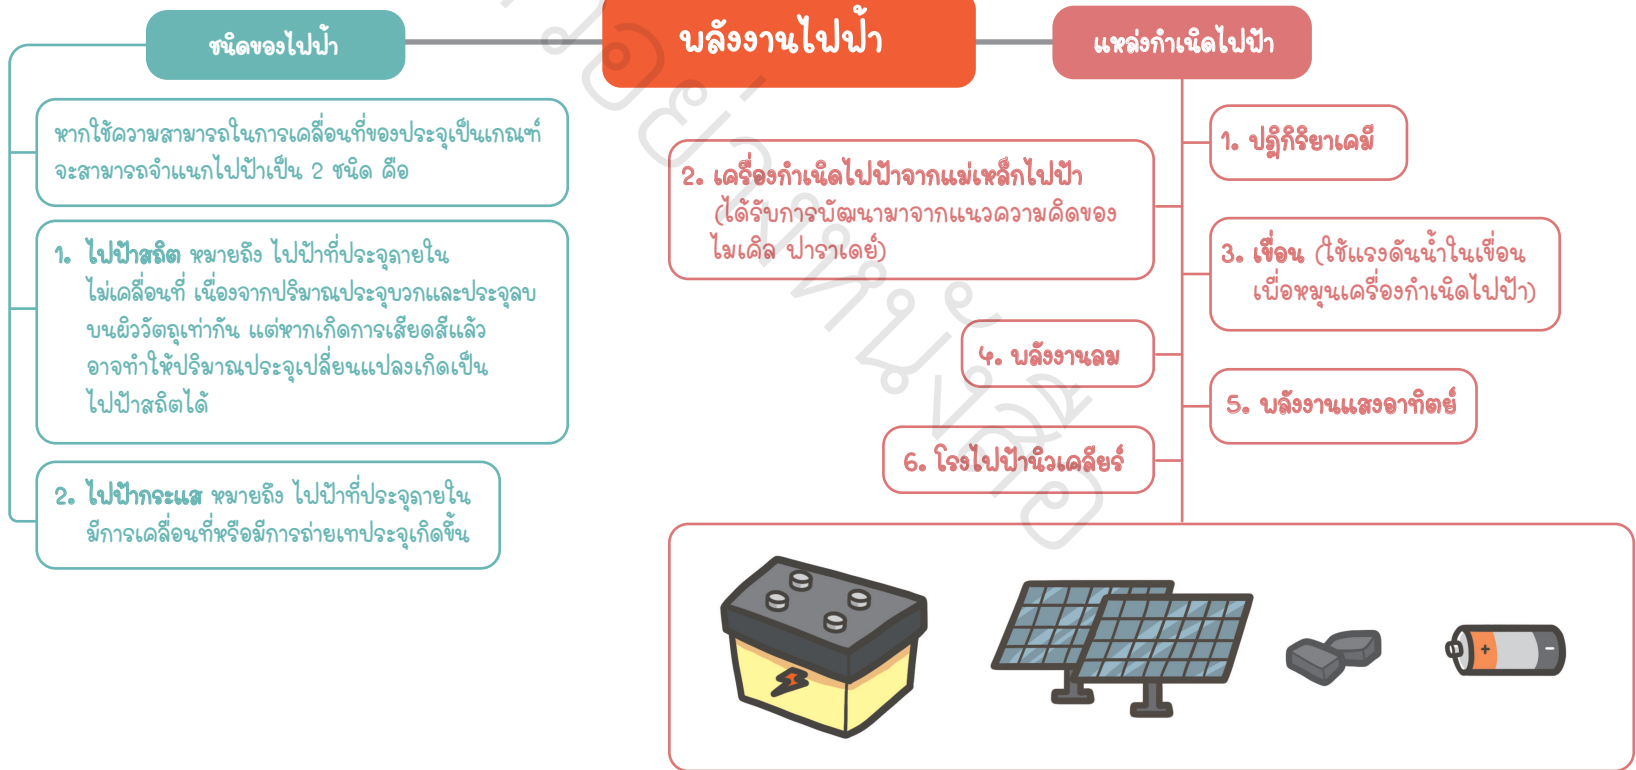 พลังงานไฟฟ้า
ชนิดของไฟฟ้า
หากใช้ความสามารถในการเคลื่อนที่ของประจุเป็นเกณฑ์
จะสามารถจำแนกไฟฟ้าเป็น 2 ชนิด คือ
1. ไฟฟ้าสถิต หมายถึง ไฟฟ้าที่ประจุภายใน
ไม่เคลื่อนที่ เนื่องจากปริมาณประจุบวกและประจุลบ
บนผิววัตถุเท่ากัน แต่หากเกิดการเสียดสีแล้ว
อาจทำให้ปริมาณประจุเปลี่ยนแปลงเกิดเป็น
ไฟฟ้าสถิตได้
2. ไฟฟ้ากระแส หมายถึง ไฟฟ้าที่ประจุภายใน
มีการเคลื่อนที่หรือมีการถ่ายเทประจุเกิดขึ้น
แหล่งกำเนิดไฟฟ้า
1. ปฏิกิริยาเคมี
2. เครื่องกำเนิดไฟฟ้าจากแม่เหล็กไฟฟ้า
(ได้รับการพัฒนามาจากแนวความคิดของ
ไมเคิล ฟาราเดย์)
3. เขื่อน (ใช้แรงดันน้ำในเขื่อน
เพื่อหมุนเครื่องกำเนิดไฟฟ้า)
4. พลังงานลม
5. พลังงานแสงอาทิตย์
6. โรงไฟฟ้านิวเคลียร์
ตัวอย่างหนังสือ
+ -